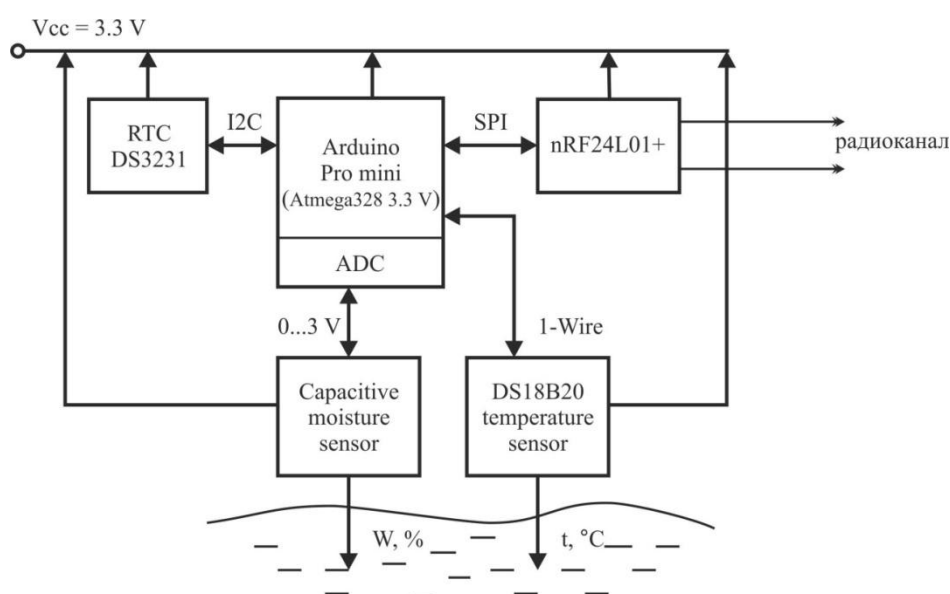 Vcc = 3.3 V
RTC
DS3231
I2C
Arduino
Pro mini
(Atmega328 3.3 V)
ADC
SPI
nRF24L01+
радиоканал
0...3 V
1-Wire
Capacitive
moisture
sensor
DS18B20
temperature
sensor
W, %
t, °C